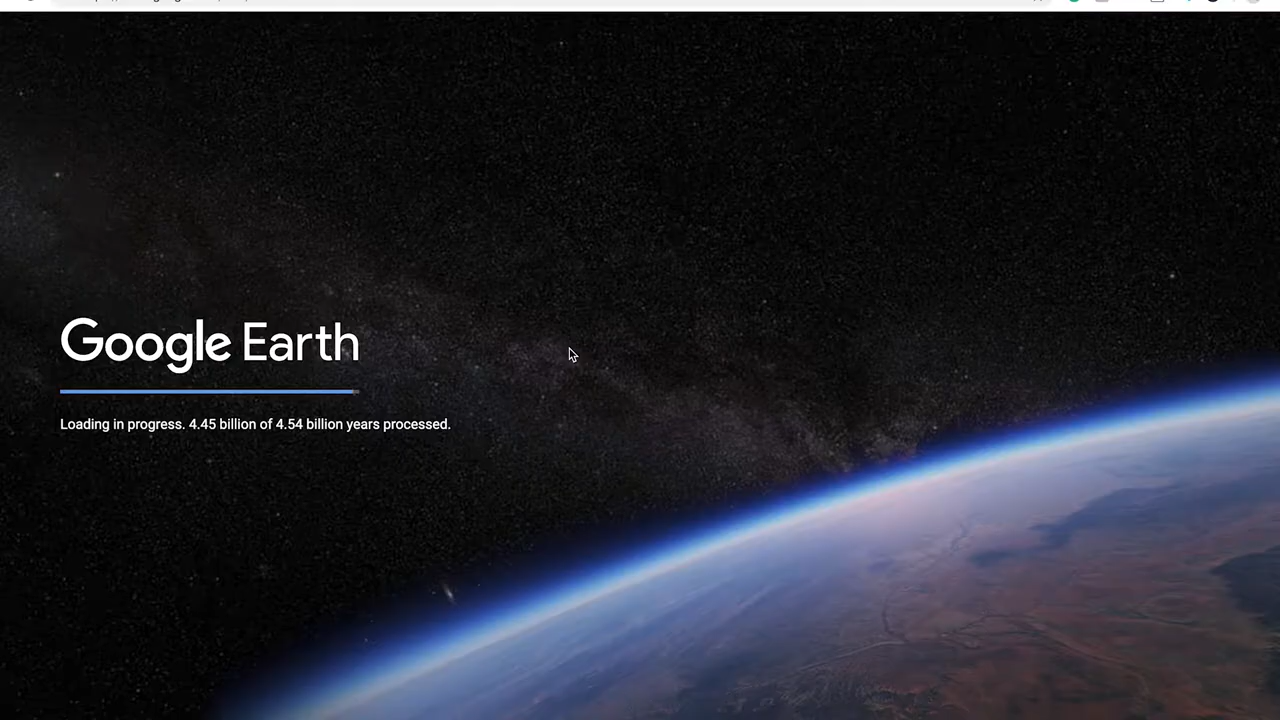 Google Earth
Loading in progress. 4.45 billion of 4.54 billion years processed.